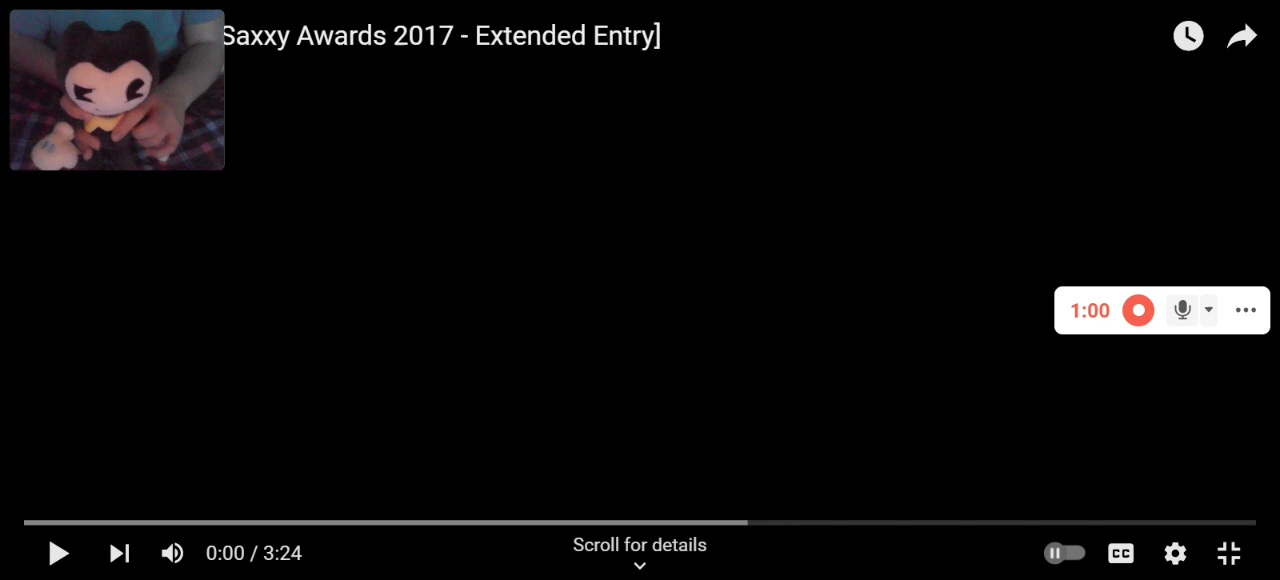 Saxxy Awards 2017 - Extended Entry]
1:00
0:00 / 3:24
Scroll for details
CC